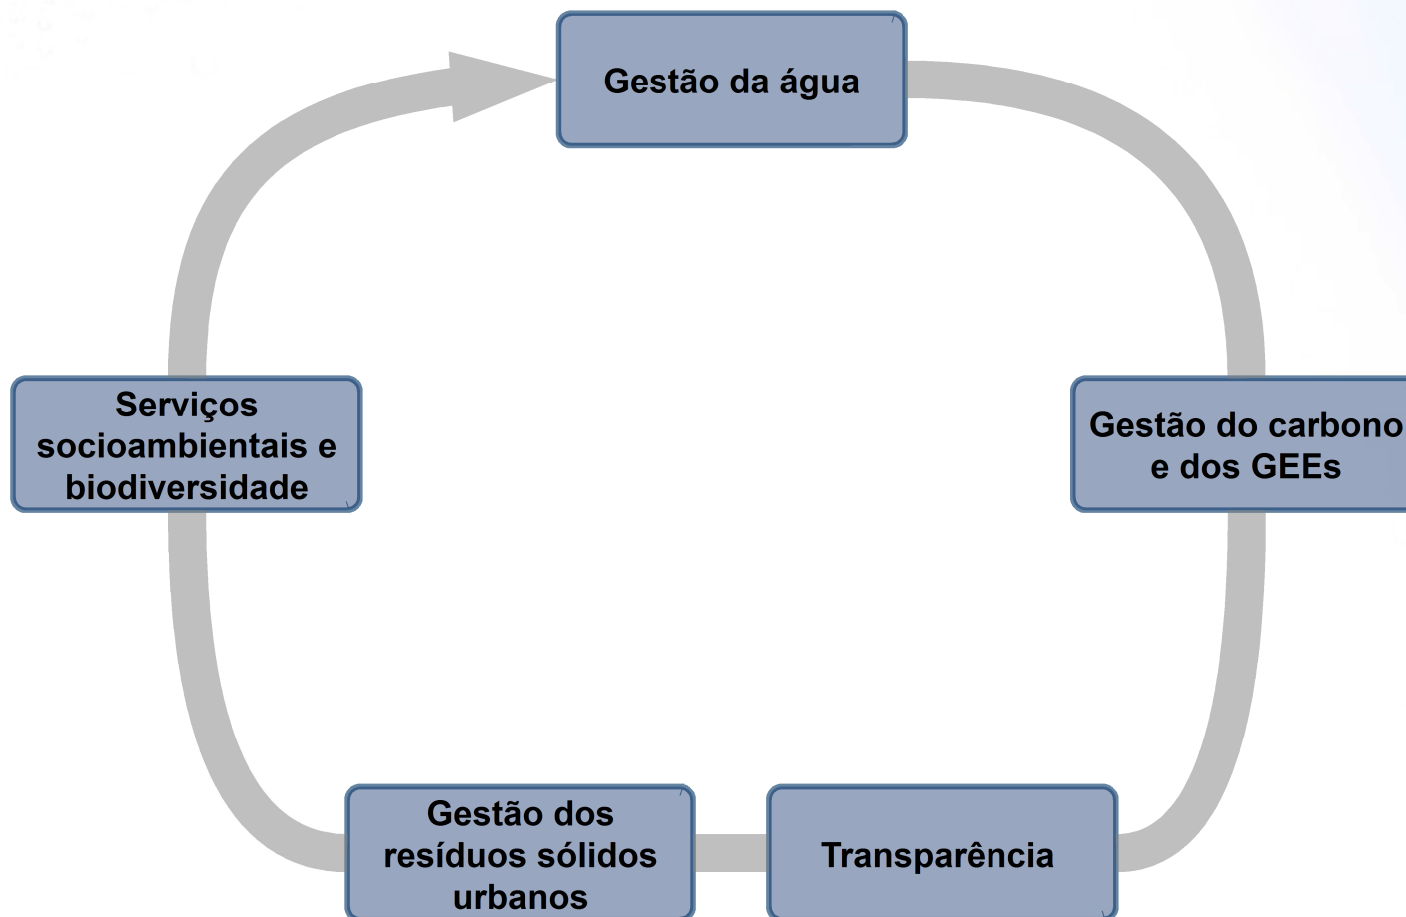 Gestão da água
Serviços
socioambientais e
biodiversidade
Gestão do carbono
e dos GEEs
Gestão dos
resíduos sólidos
urbanos
Transparência